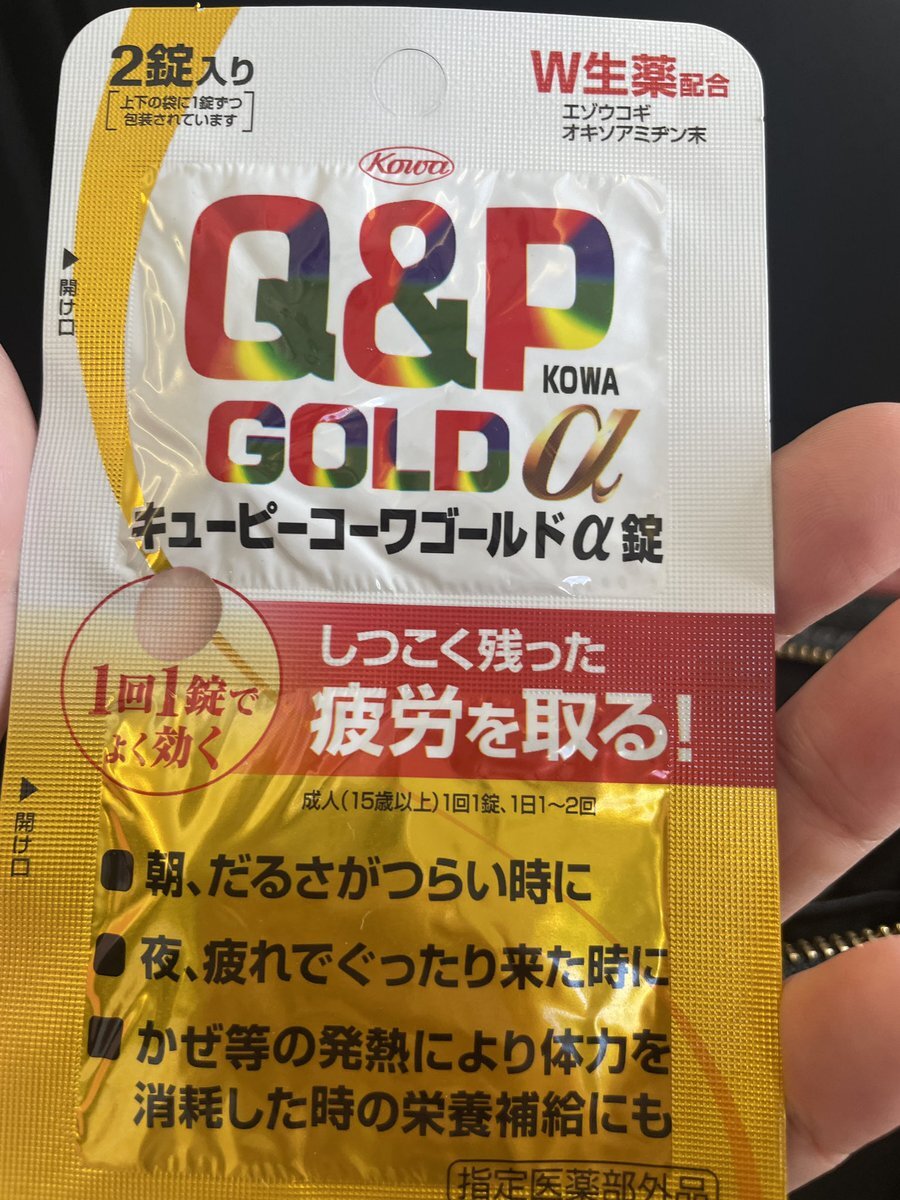 2錠入り
上下の袋に1錠ずつ
包装されています
W生薬配合
エゾウコギ
オキソアミヂン末
Kowa
Q&P
KOWA
GOLD α
キューピーコーワゴールドα錠
▶開け口
1回1錠で
よく効く
しつこく残った
疲労を取る!
成人(15歳以上)1回1錠、1日1〜2回
▶開け口
■朝、だるさがつらい時に
■夜、疲れでぐったり来た時に
■かぜ等の発熱により体力を
消耗した時の栄養補給にも
指定医薬部外品